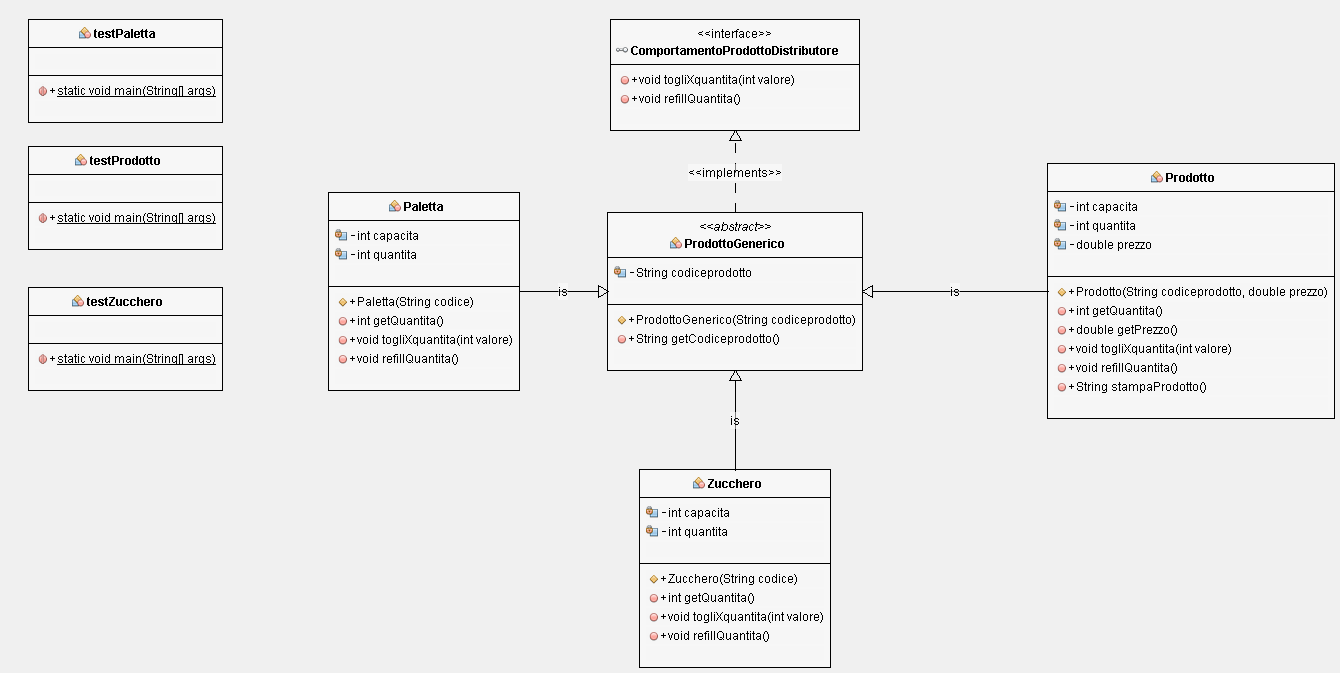 testPaletta
+static void main(String[] args)
testProdotto
+static void main(String[] args)
testZucchero
+static void main(String[] args)
Paletta
-int capacita
-int quantita
+Paletta(String codice)
+int getQuantita()
+void togliXquantita(int valore)
+void refillQuantita()
is
<<interface>>
ComportamentoProdottoDistributore
+void togliXquantita(int valore)
+void refillQuantita()
<<implements>>
<<abstract>>
ProdottoGenerico
-String codiceprodotto
+ProdottoGenerico(String codiceprodotto)
+String getCodiceprodotto()
is
Zucchero
-int capacita
-int quantita
+Zucchero(String codice)
+int getQuantita()
+void togliXquantita(int valore)
+void refillQuantita()
is
Prodotto
-int capacita
-int quantita
-double prezzo
+Prodotto(String codiceprodotto, double prezzo)
+int getQuantita()
+double getPrezzo()
+void togliXquantita(int valore)
+void refillQuantita()
+String stampaProdotto()